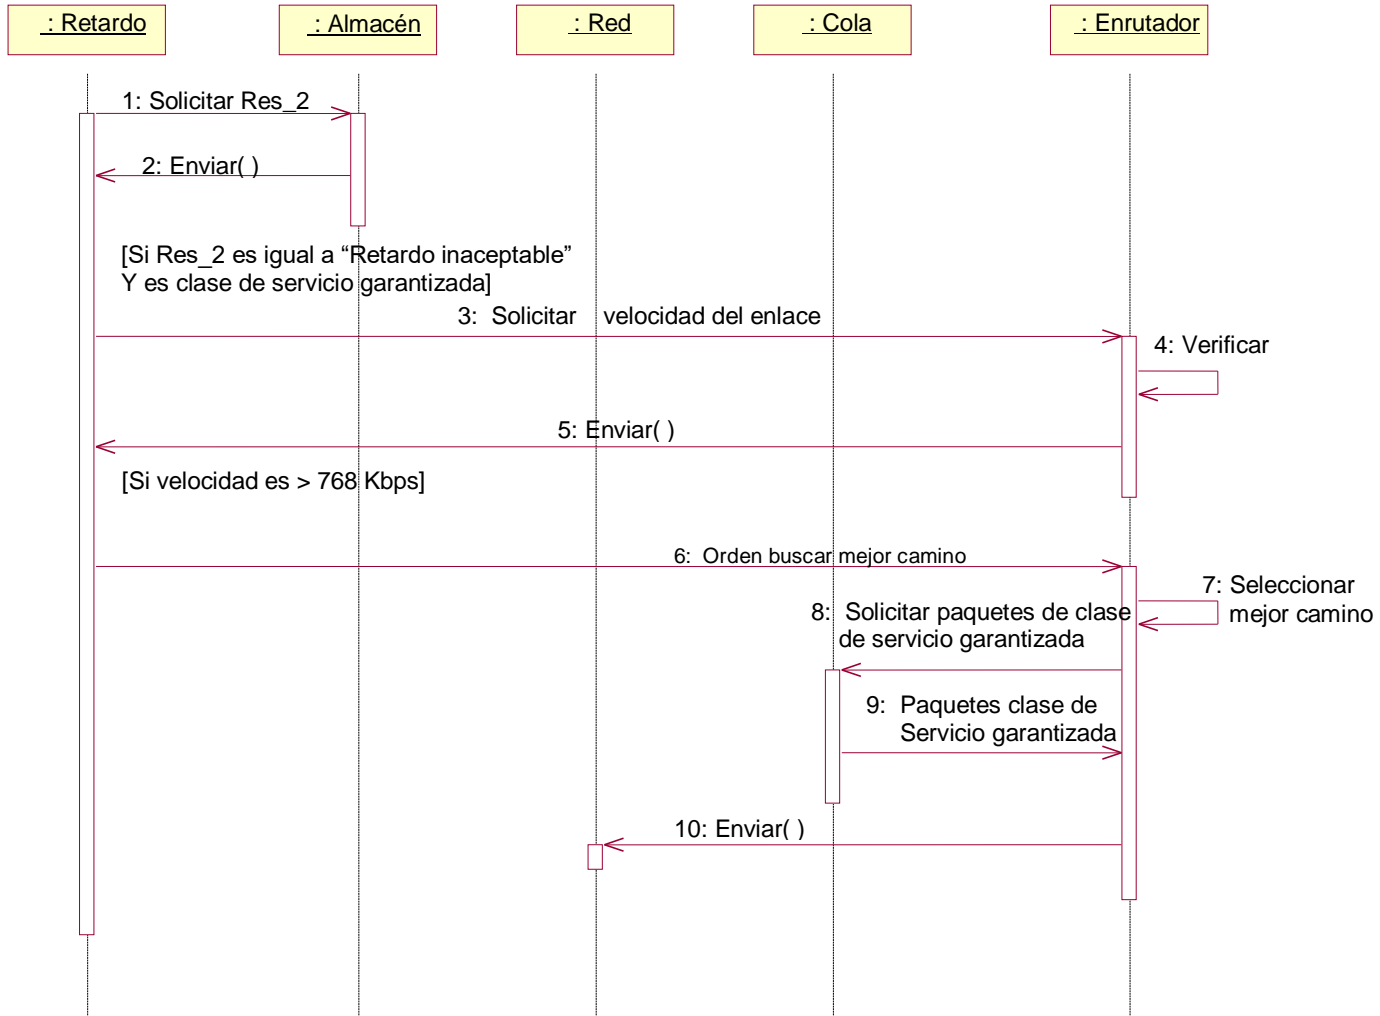 : Retardo
: Almacén
: Red
: Cola
: Enrutador
1: Solicitar Res_2
2: Enviar( )
[Si Res_2 es igual a “Retardo inaceptable”
Y es clase de servicio garantizada]
3: Solicitar velocidad del enlace
4: Verificar
5: Enviar( )
[Si velocidad es > 768 Kbps]
6: Orden buscar mejor camino
7: Seleccionar
mejor camino
8: Solicitar paquetes de clase
de servicio garantizada
9: Paquetes clase de
Servicio garantizada
10: Enviar( )